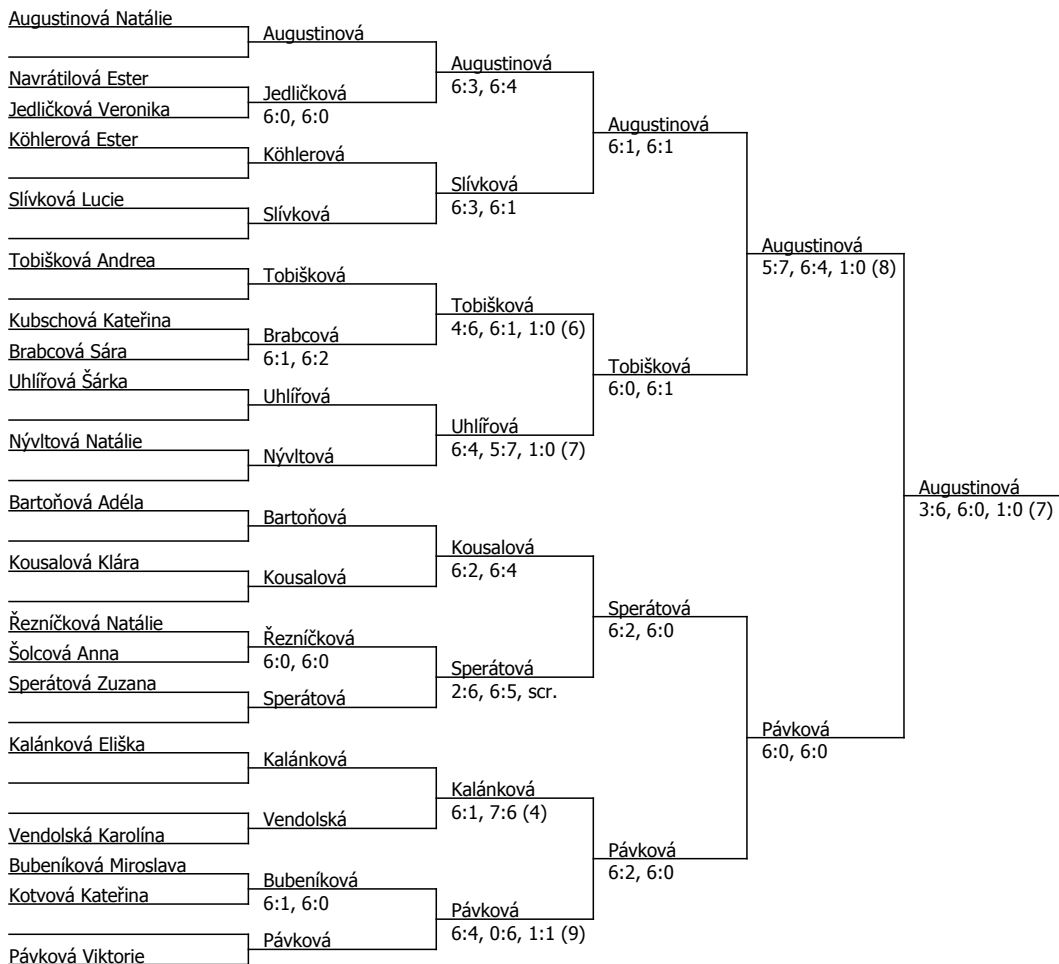 Augustinová Natálie
Navrátilová Ester
Jedličková Veronika
Köhlerová Ester
Slívková Lucie
Tobišková Andrea
Kubschová Kateřina
Brabcová Sára
Uhlířová Šárka
Nývltová Natálie
Bartoňová Adéla
Kousalová Klára
Řezníčková Natálie
Šolcová Anna
Sperátová Zuzana
Kalánková Eliška
Vendolská Karolína
Bubeníková Miroslava
Kotvová Kateřina
Pávková Viktorie
Augustinová
Jedličková
6:0, 6:0
Köhlerová
Slívková
Tobišková
Brabcová
6:1, 6:2
Uhlířová
Nývltová
Bartoňová
Kousalová
Řezníčková
6:0, 6:0
Sperátová
Kalánková
Vendolská
Bubeníková
6:1, 6:0
Pávková
Augustinová
6:3, 6:4
Slívková
6:3, 6:1
Tobišková
4:6, 6:1, 1:0 (6)
Uhlířová
6:4, 5:7, 1:0 (7)
Kousalová
6:2, 6:4
Sperátová
2:6, 6:5, scr.
Kalánková
6:1, 7:6 (4)
Pávková
6:4, 0:6, 1:1 (9)
Augustinová
6:1, 6:1
Tobišková
6:0, 6:1
Sperátová
6:2, 6:0
Pávková
6:2, 6:0
Augustinová
5:7, 6:4, 1:0 (8)
Pávková
6:0, 6:0
Augustinová
3:6, 6:0, 1:0 (7)